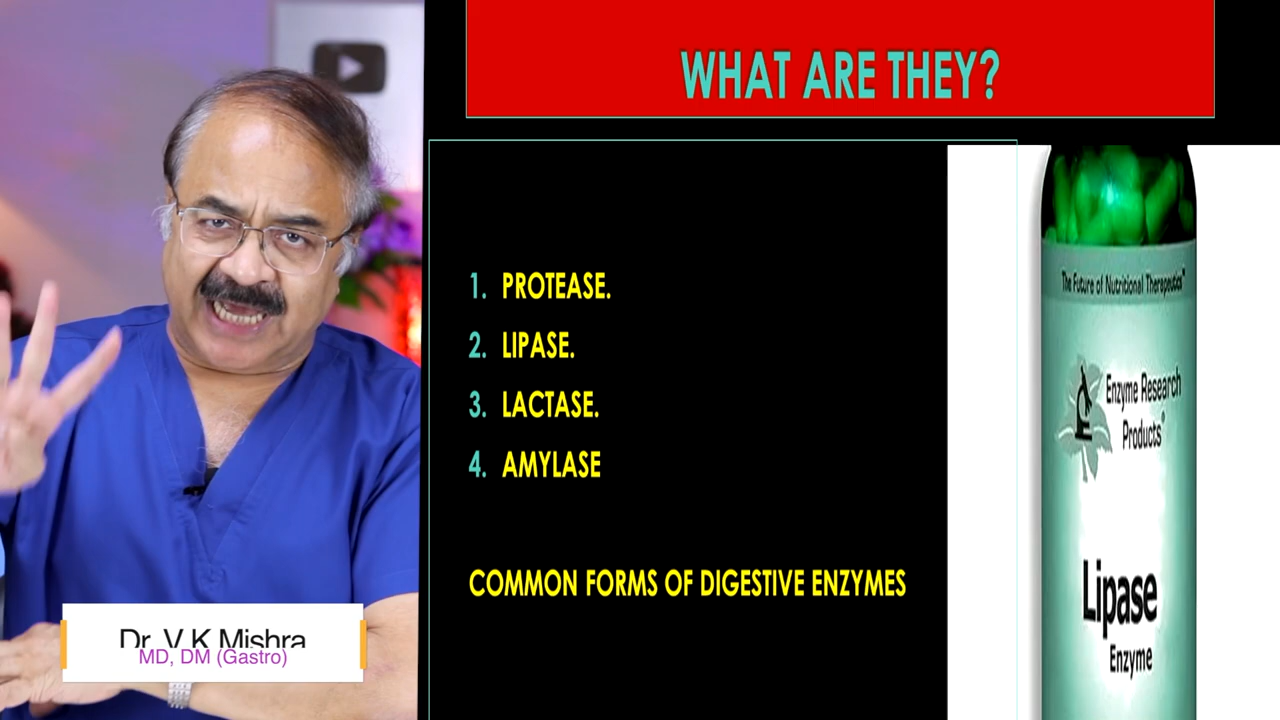 WHAT ARE THEY?
1. PROTEASE.
2. LIPASE.
3. LACTASE.
4. AMYLASE
COMMON FORMS OF DIGESTIVE ENZYMES
The Future of Nutritional Therapeutics®
Enzyme Research
Products®
Lipase
Enzyme
Dr. V K Mishra
MD, DM (Gastro)